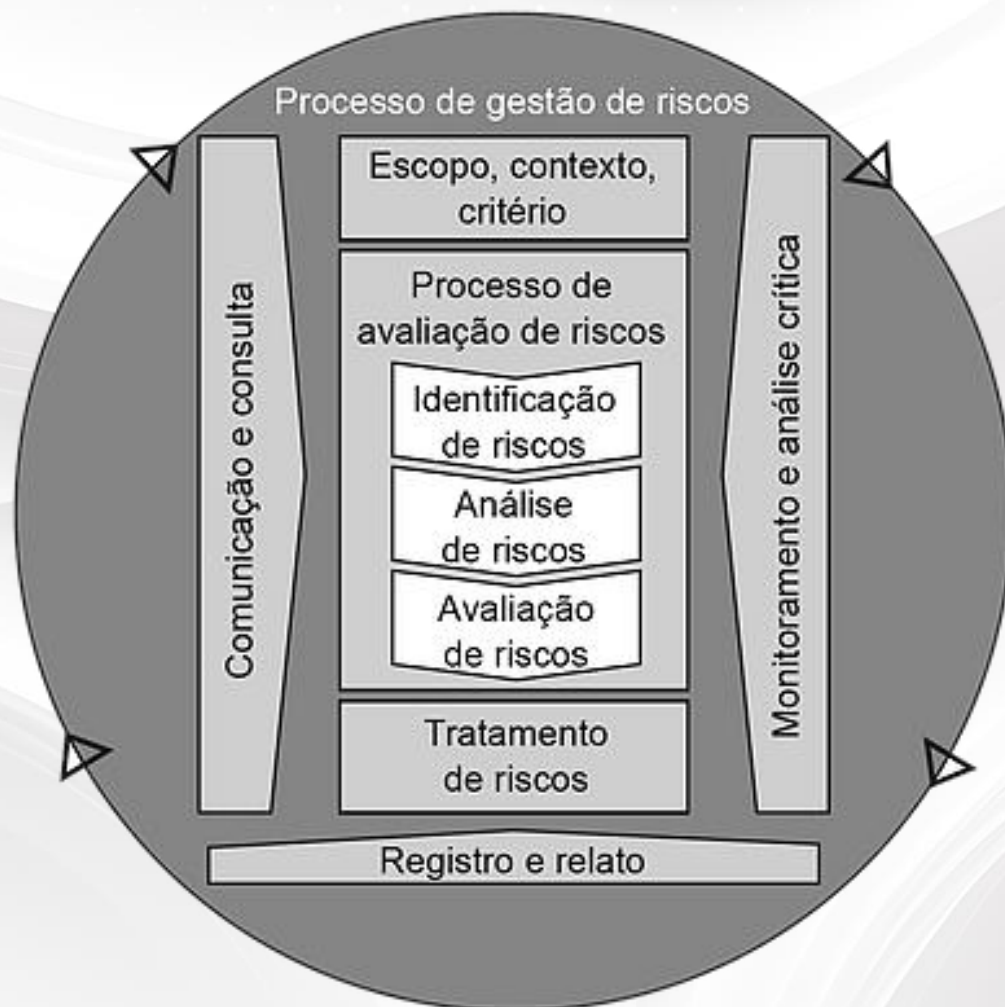 Processo de gestão de riscos
Escopo, contexto,
critério
Processo de
avaliação de riscos
Identificação
de riscos
Análise
de riscos
Avaliação
de riscos
Tratamento
de riscos
Comunicação e consulta
Monitoramento e análise crítica
Registro e relato